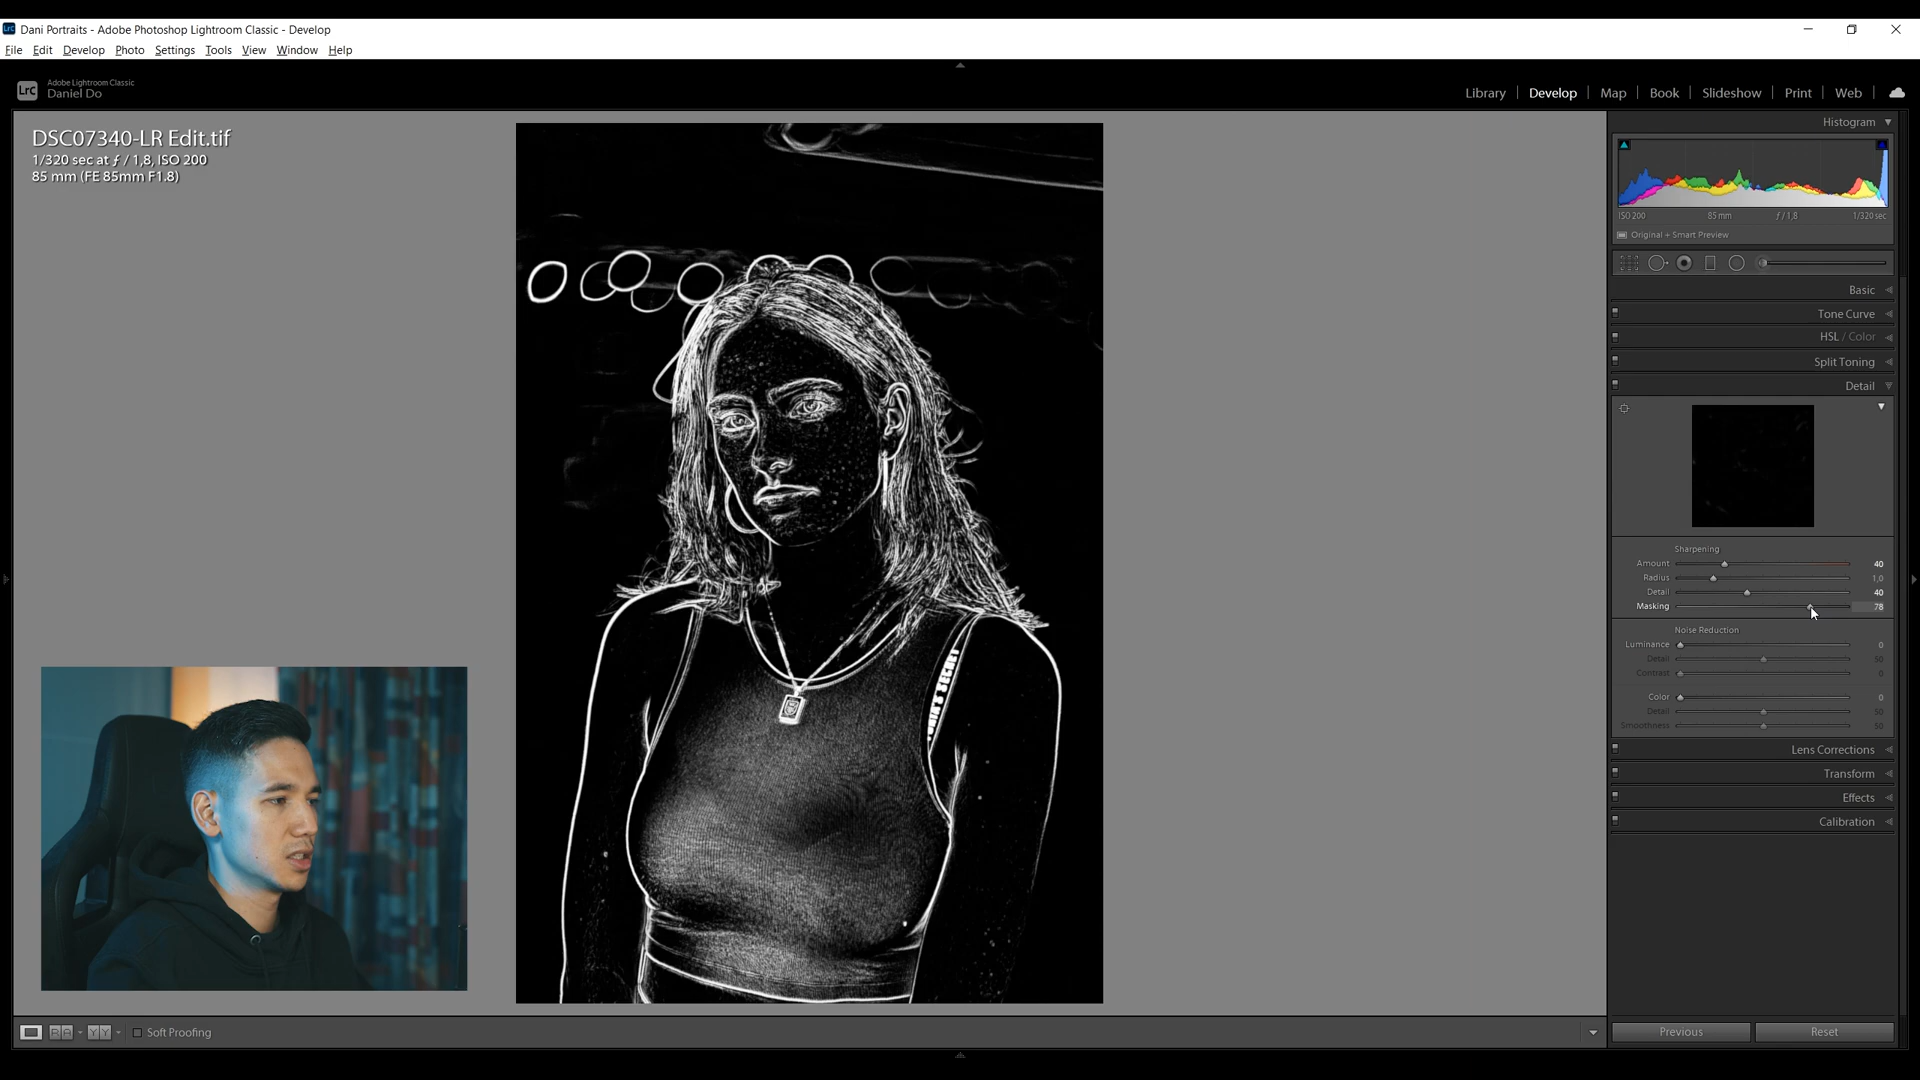 Dani Portraits - Adobe Photoshop Lightroom Classic - Develop
File Edit Develop Photo Settings Tools View Window Help
LrC
Adobe Lightroom Classic
Daniel Do
Library | Develop | Map | Book | Slideshow | Print | Web
DSC07340-LR Edit.tif
1/320 sec at ƒ / 1,8, ISO 200
85 mm (FE 85mm F1.8)
Histogram
ISO 200 85 mm ƒ / 1,8 1/320 sec
Original + Smart Preview
Basic
Tone Curve
HSL / Color
Split Toning
Detail
Sharpening
Amount 40
Radius 1,0
Detail 40
Masking 78
Noise Reduction
Luminance 0
Detail 50
Contrast 0
Color 0
Detail 50
Smoothness 50
Lens Corrections
Transform
Effects
Calibration
SECRET
Soft Proofing
Previous Reset